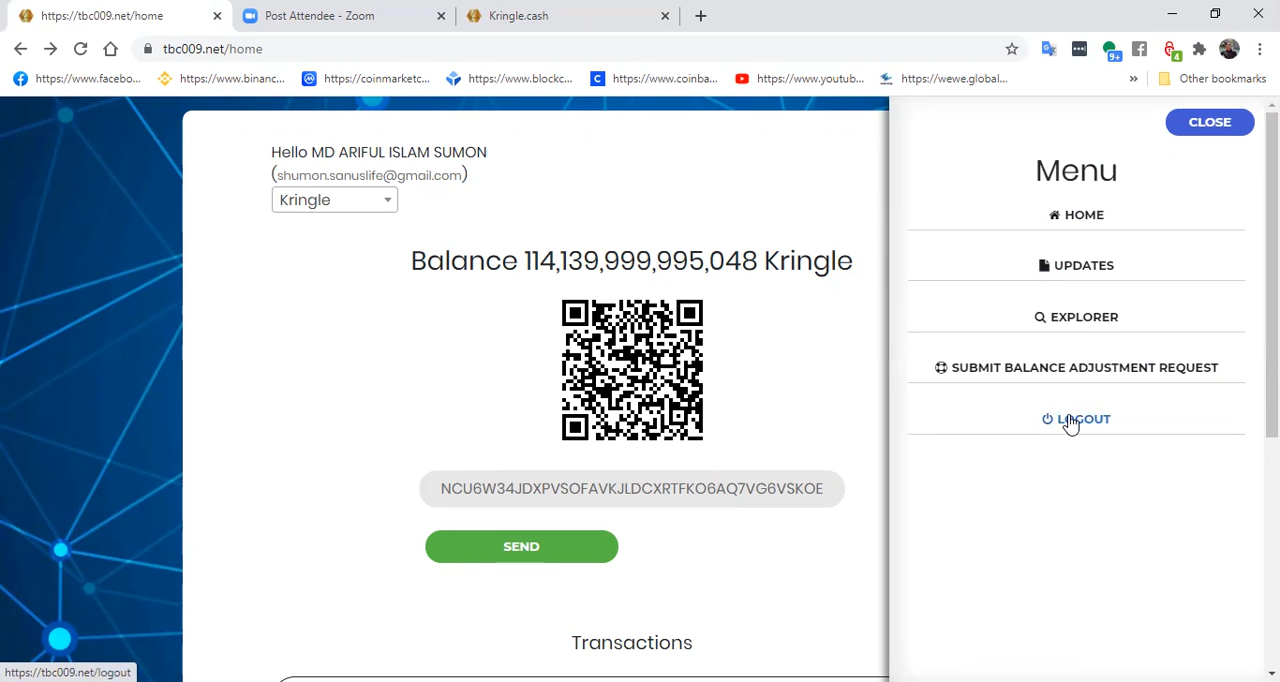 https://tbc009.net/home
Post Attendee - Zoom
Kringle.cash
tbc009.net/home
9+
4
https://www.facebo...
https://www.binanc...
https://coinmarketc...
https://www.blockc...
https://www.coinba...
https://www.youtub...
https://wewe.global...
Other bookmarks
CLOSE
Hello MD ARIFUL ISLAM SUMON
(shumon.sanuslife@gmail.com)
Kringle
Menu
HOME
Balance 114,139,999,995,048 Kringle
UPDATES
EXPLORER
SUBMIT BALANCE ADJUSTMENT REQUEST
LOGOUT
NCU6W34JDXPVSOFAVKJLDCXRTFKO6AQ7VG6VSKOE
SEND
Transactions
https://tbc009.net/logout